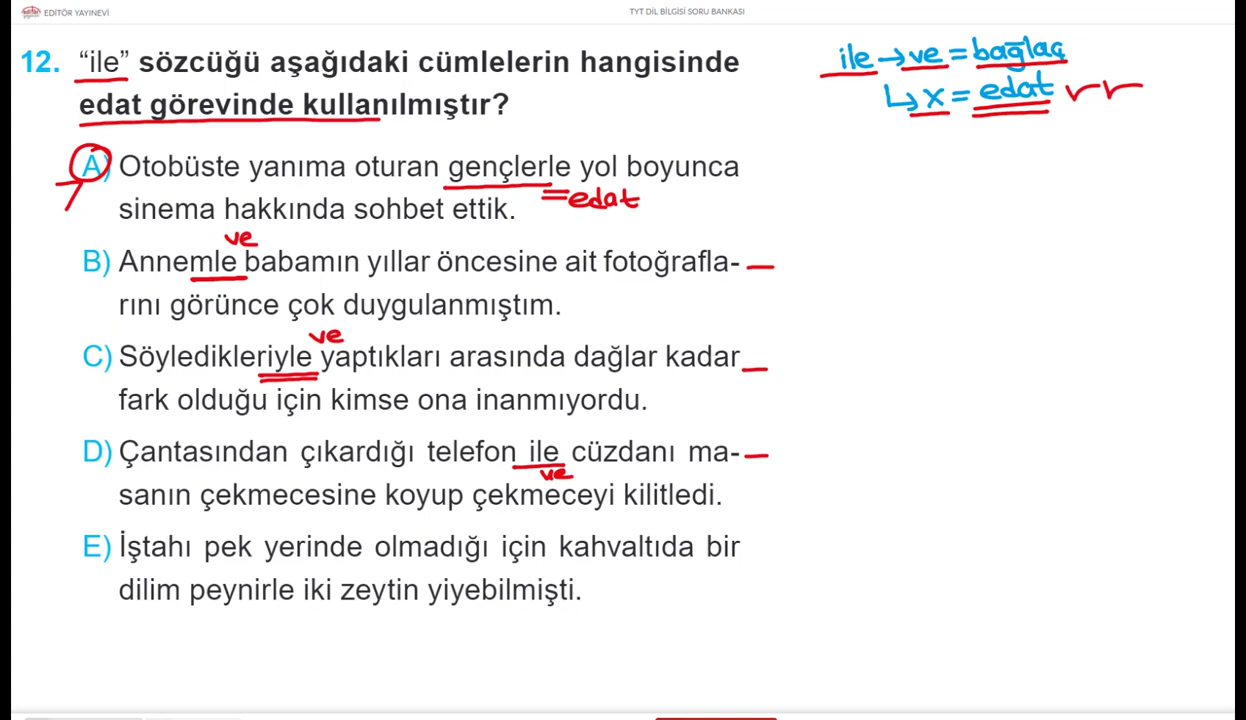 EDİTÖR YAYINEVİ
TYT DİL BİLGİSİ SORU BANKASI
12. “ile” sözcüğü aşağıdaki cümlelerin hangisinde
edat görevinde kullanılmıştır?
ile → ve = bağlaç
↳ x = edat
A) Otobüste yanıma oturan gençlerle yol boyunca
= edat
sinema hakkında sohbet ettik.
ve
B) Annemle babamın yıllar öncesine ait fotoğrafla-
rını görünce çok duygulanmıştım.
ve
C) Söyledikleriyle yaptıkları arasında dağlar kadar
fark olduğu için kimse ona inanmıyordu.
D) Çantasından çıkardığı telefon ile cüzdanı ma-
ve
sanın çekmecesine koyup çekmeceyi kilitledi.
E) İştahı pek yerinde olmadığı için kahvaltıda bir
dilim peynirle iki zeytin yiyebilmişti.